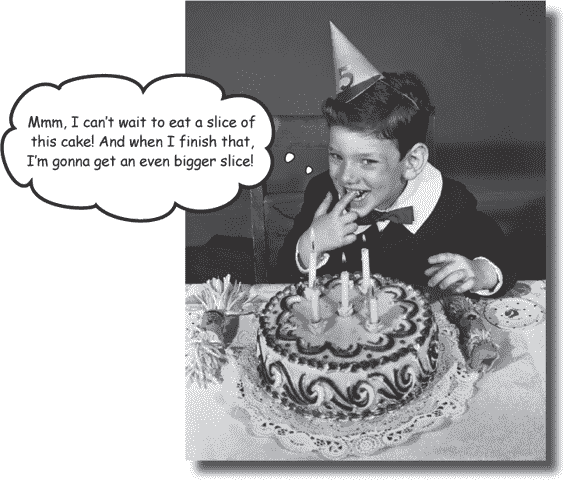 Mmm, I can't wait to eat a slice of
this cake! And when I finish that,
I'm gonna get an even bigger slice!
5